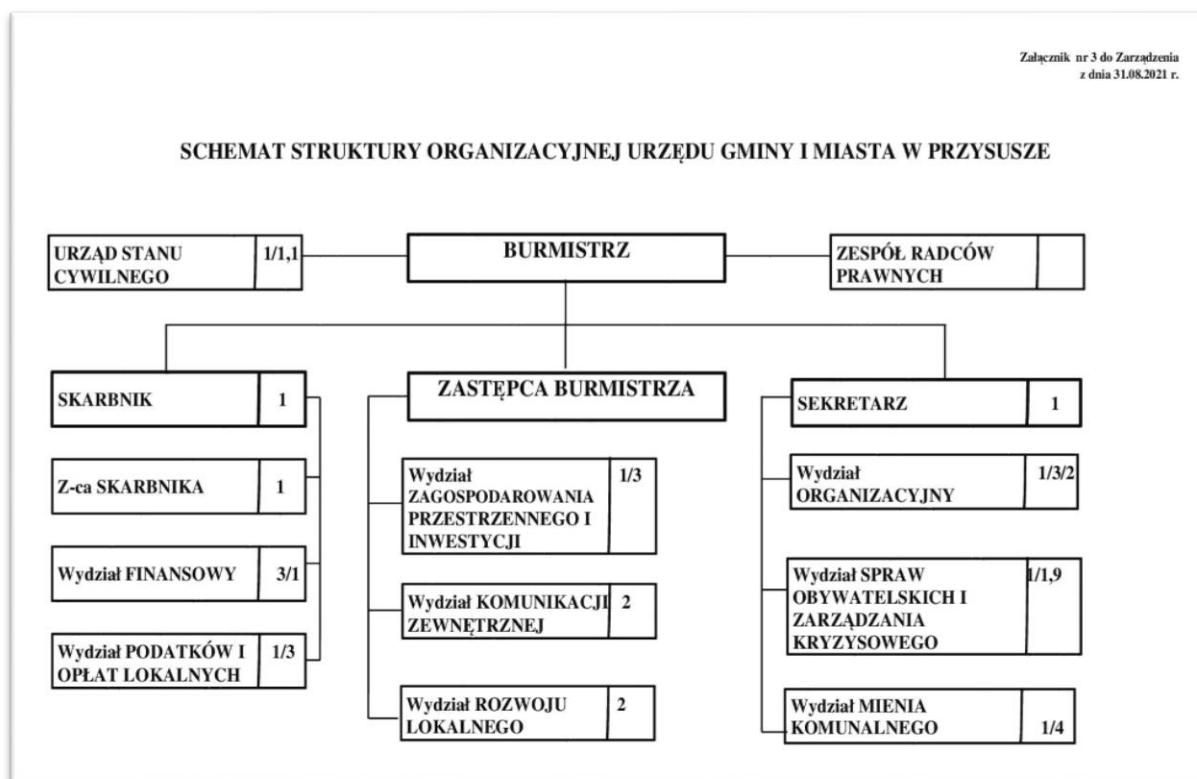 Załącznik nr 3 do Zarządzenia
z dnia 31.08.2021 r.
SCHEMAT STRUKTURY ORGANIZACYJNEJ URZĘDU GMINY I MIASTA W PRZYSUSZE
URZĄD STANU
CYWILNEGO
1/1,1
BURMISTRZ
ZESPÓŁ RADCÓW
PRAWNYCH
SKARBNIK
1
Z-ca SKARBNIKA
1
Wydział FINANSOWY
3/1
Wydział PODATKÓW I
OPŁAT LOKALNYCH
1/3
ZASTĘPCA BURMISTRZA
Wydział
ZAGOSPODAROWANIA
PRZESTRZENNEGO I
INWESTYCJI
1/3
Wydział KOMUNIKACJI
ZEWNĘTRZNEJ
2
Wydział ROZWOJU
LOKALNEGO
2
SEKRETARZ
1
Wydział
ORGANIZACYJNY
1/3/2
Wydział SPRAW
OBYWATELSKICH I
ZARZĄDZANIA
KRYZYSOWEGO
1/1,9
Wydział MIENIA
KOMUNALNEGO
1/4